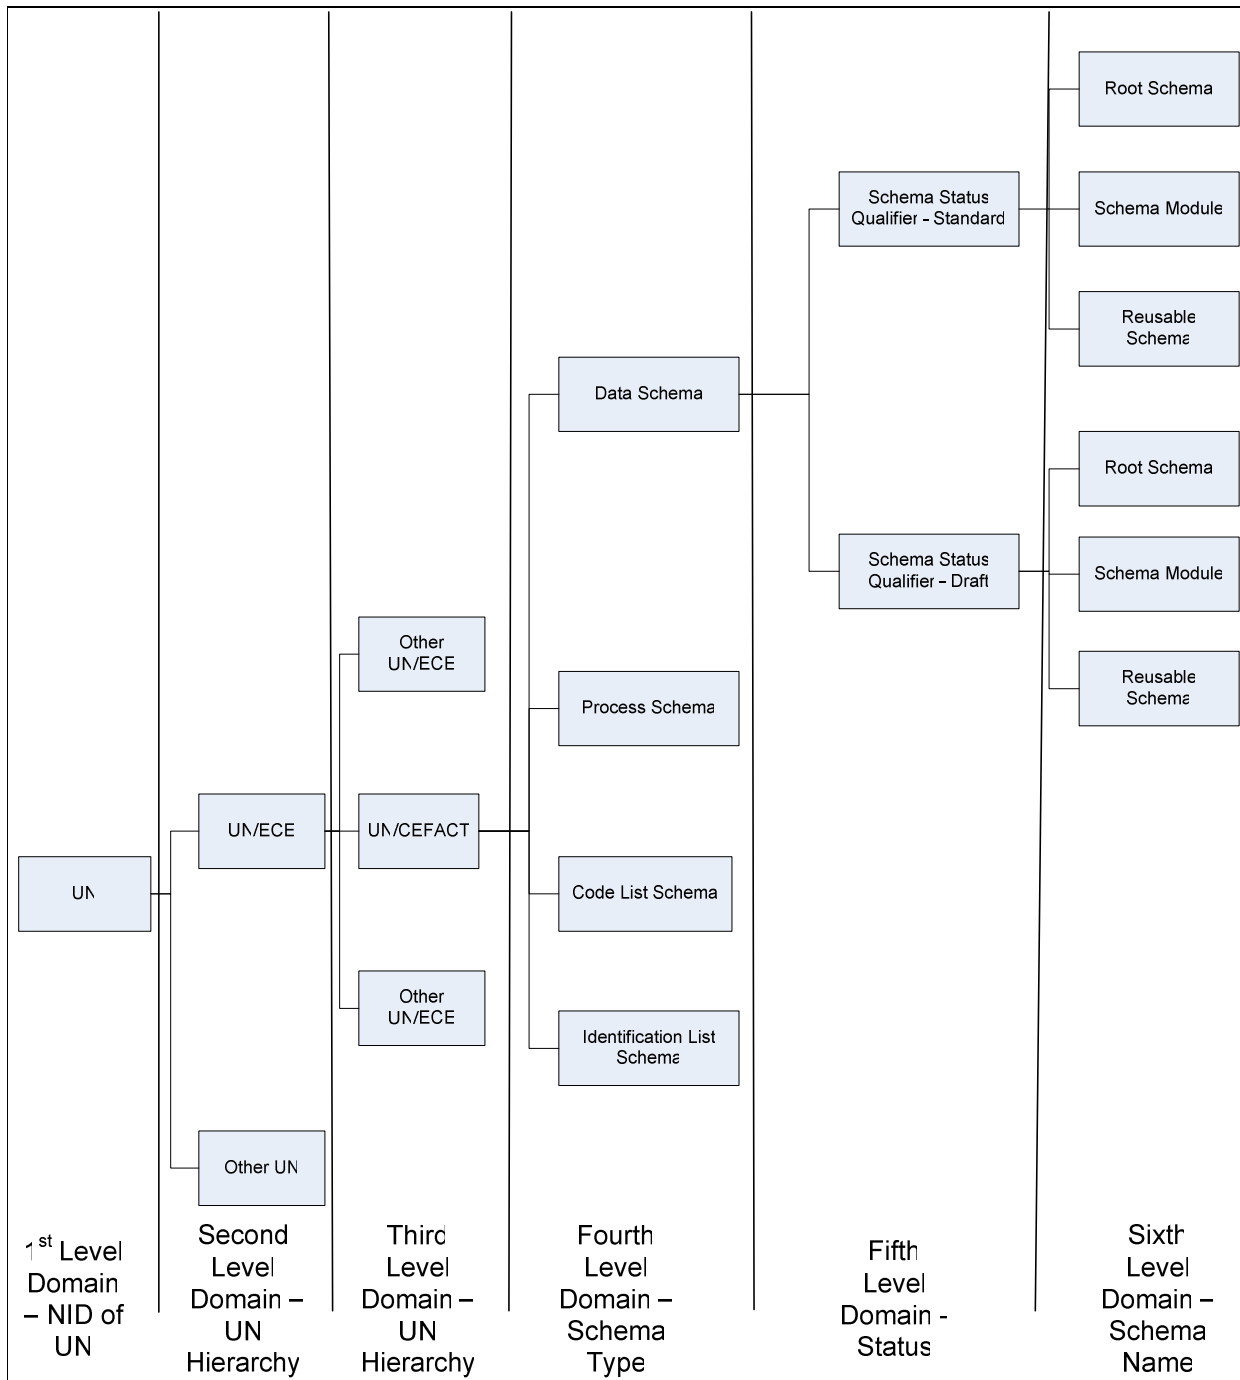 Root Schema
Schema Status
Qualifier - Standard
Schema Module
Reusable
Schema
Data Schema
Root Schema
Schema Status
Qualifier - Draft
Schema Module
Reusable
Schema
Other
UN/ECE
Process Schema
UN/ECE
UN/CEFACT
UN
Code List Schema
Other
UN/ECE
Identification List
Schema
Other UN
1st Level
Domain
– NID of
UN
Second
Level
Domain –
UN
Hierarchy
Third
Level
Domain –
UN
Hierarchy
Fourth
Level
Domain –
Schema
Type
Fifth
Level
Domain -
Status
Sixth
Level
Domain –
Schema
Name